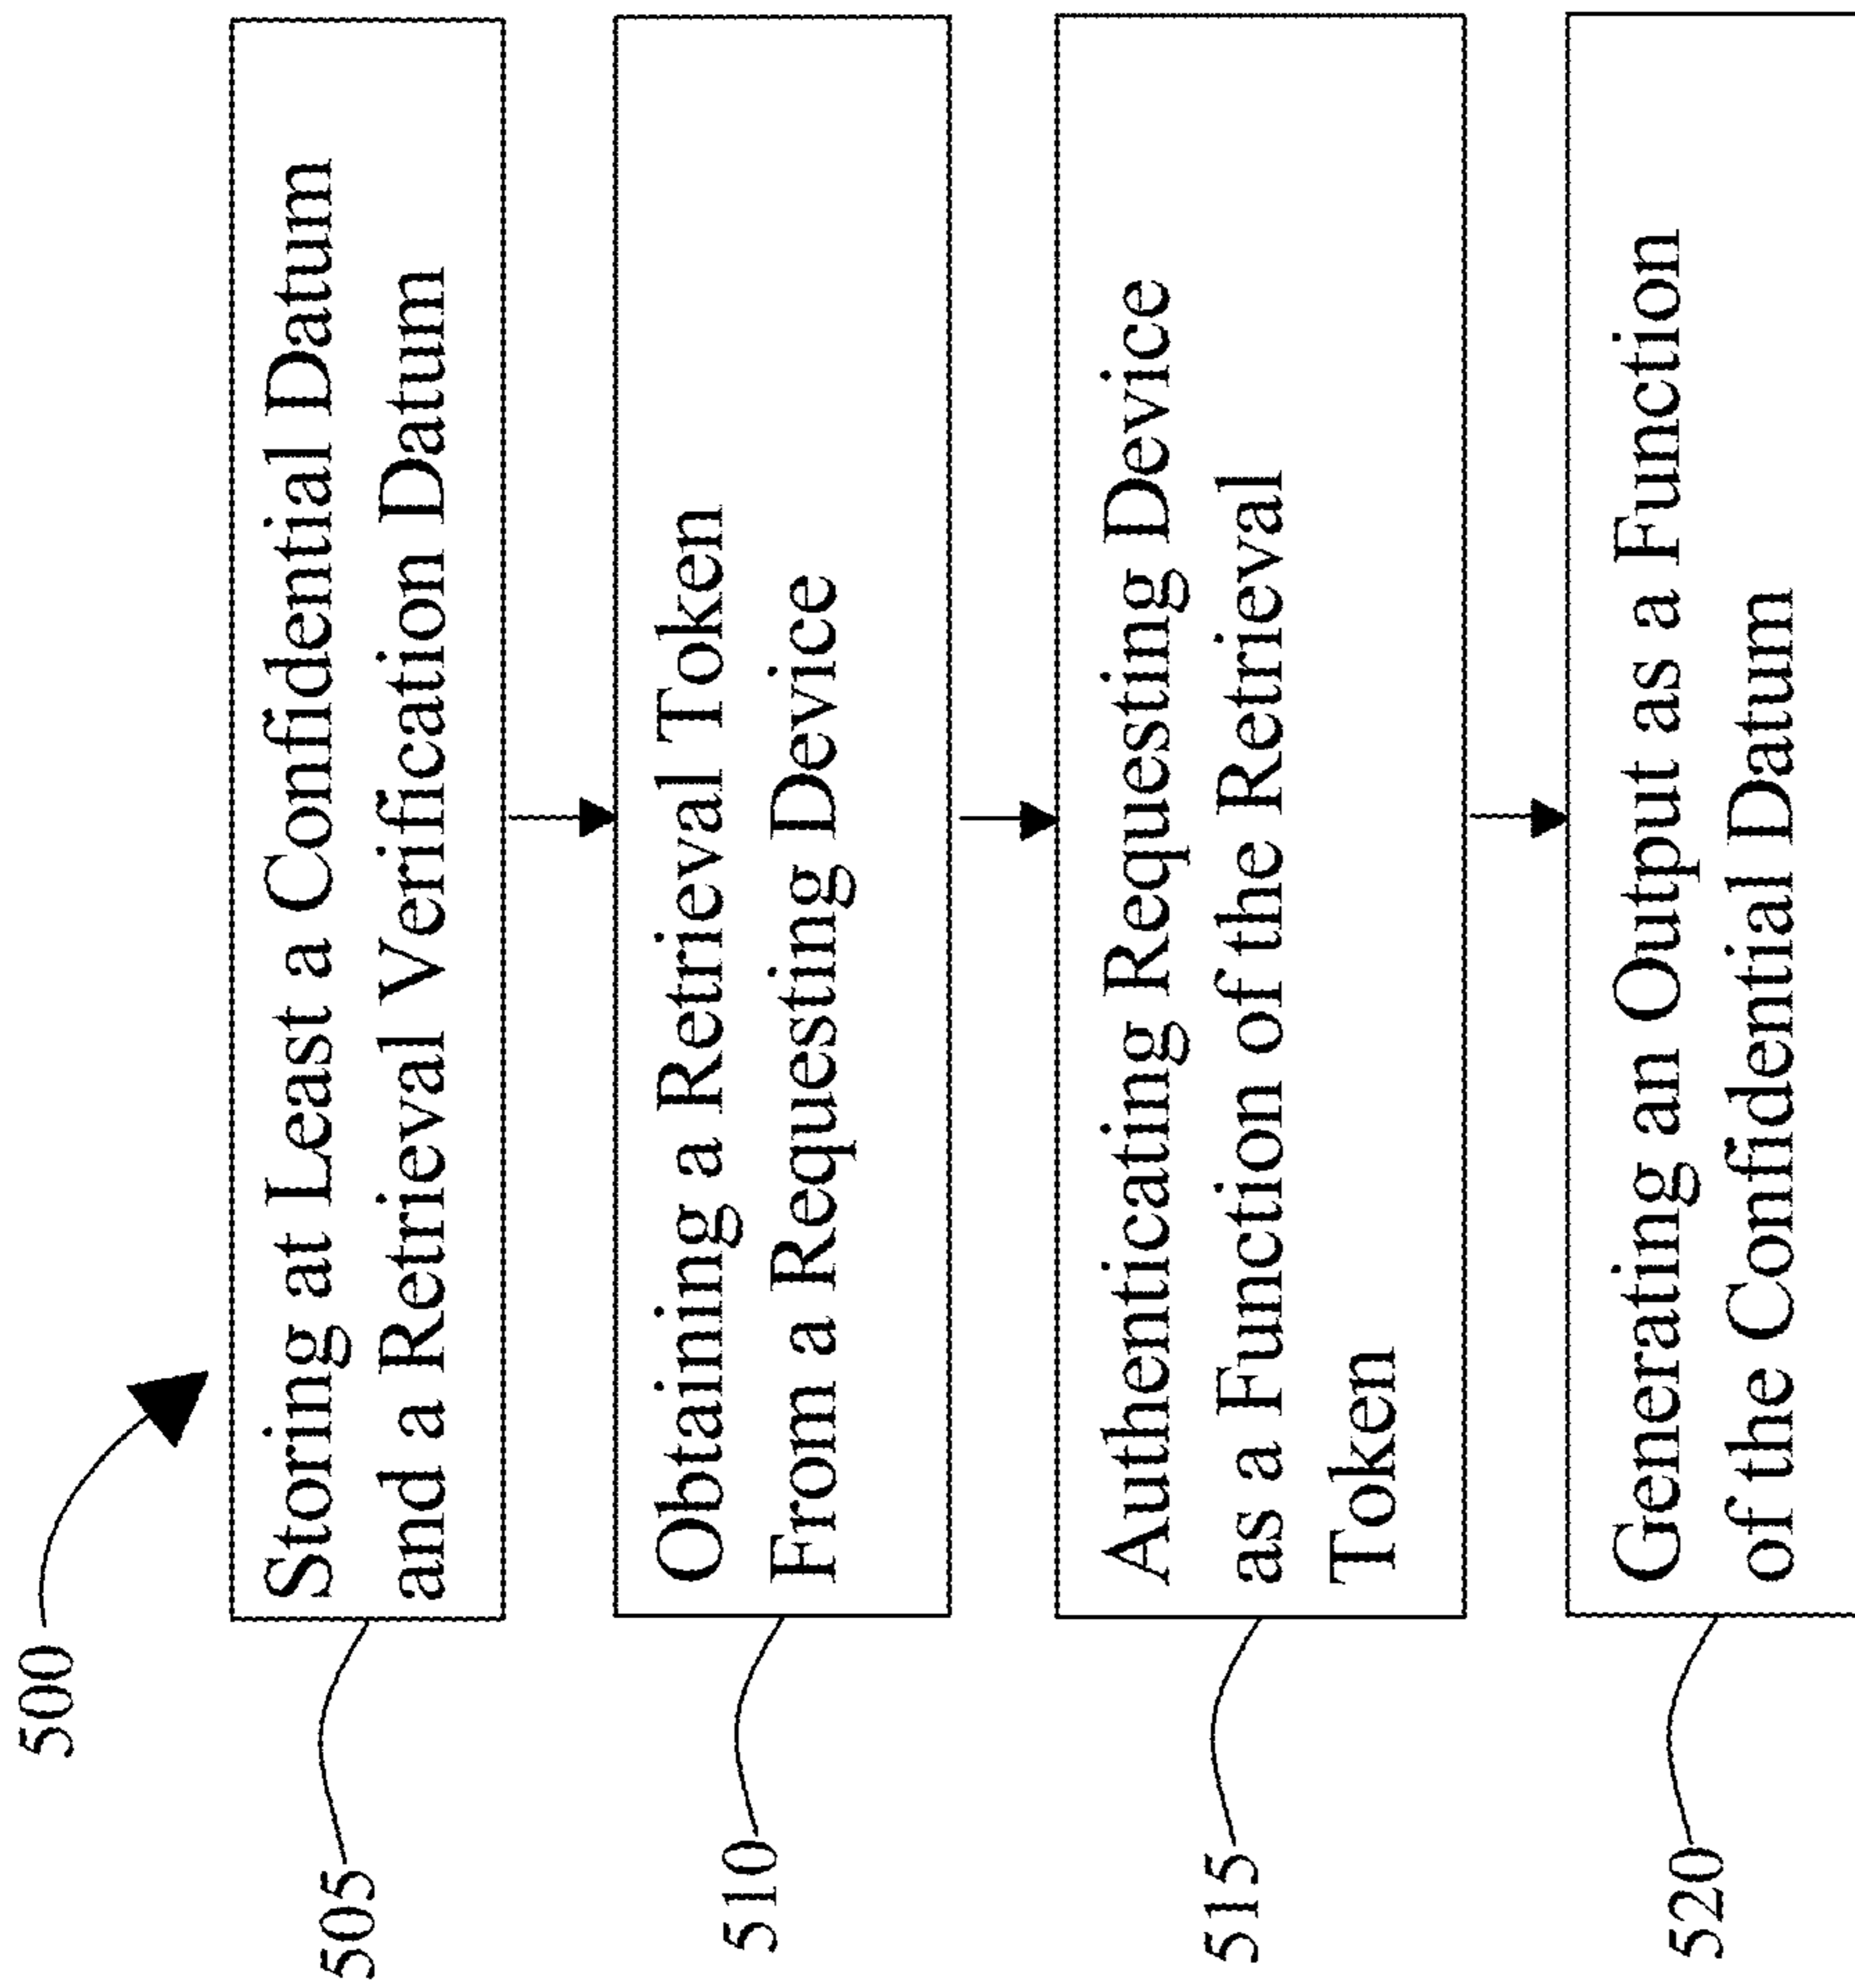 500
505
Storing at Least a Confidential Datum
and a Retrieval Verification Datum
510
Obtaining a Retrieval Token
From a Requesting Device
515
Authenticating Requesting Device
as a Function of the Retrieval
Token
520
Generating an Output as a Function
of the Confidential Datum